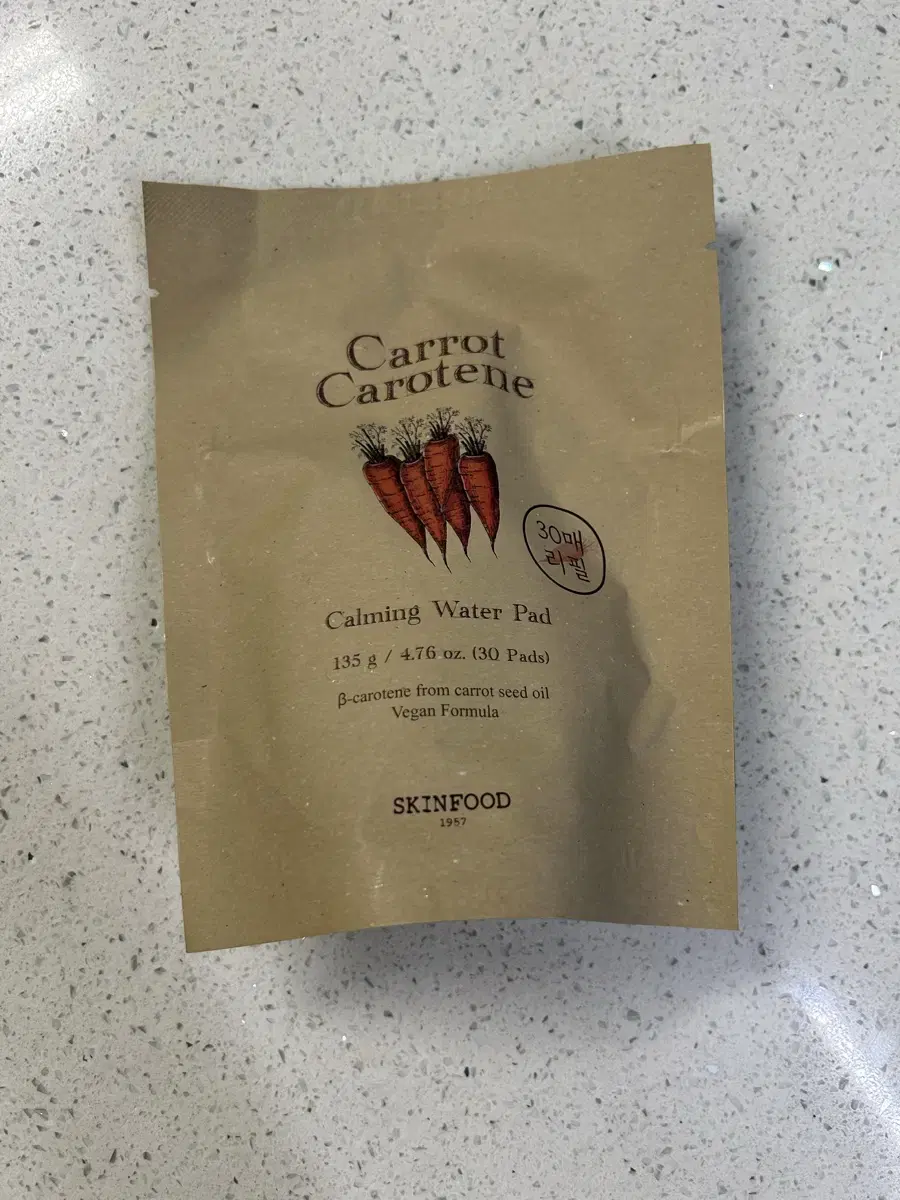 Carrot
Carotene
30매
리필
Calming Water Pad
135 g / 4.76 oz. (30 Pads)
β-carotene from carrot seed oil
Vegan Formula
SKINFOOD
1957